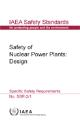 IAEA Safety Standards
for protecting people and the environment
Safety of
Nuclear Power Plants:
Design
Specific Safety Requirements
No. SSR-2/1
IAEA